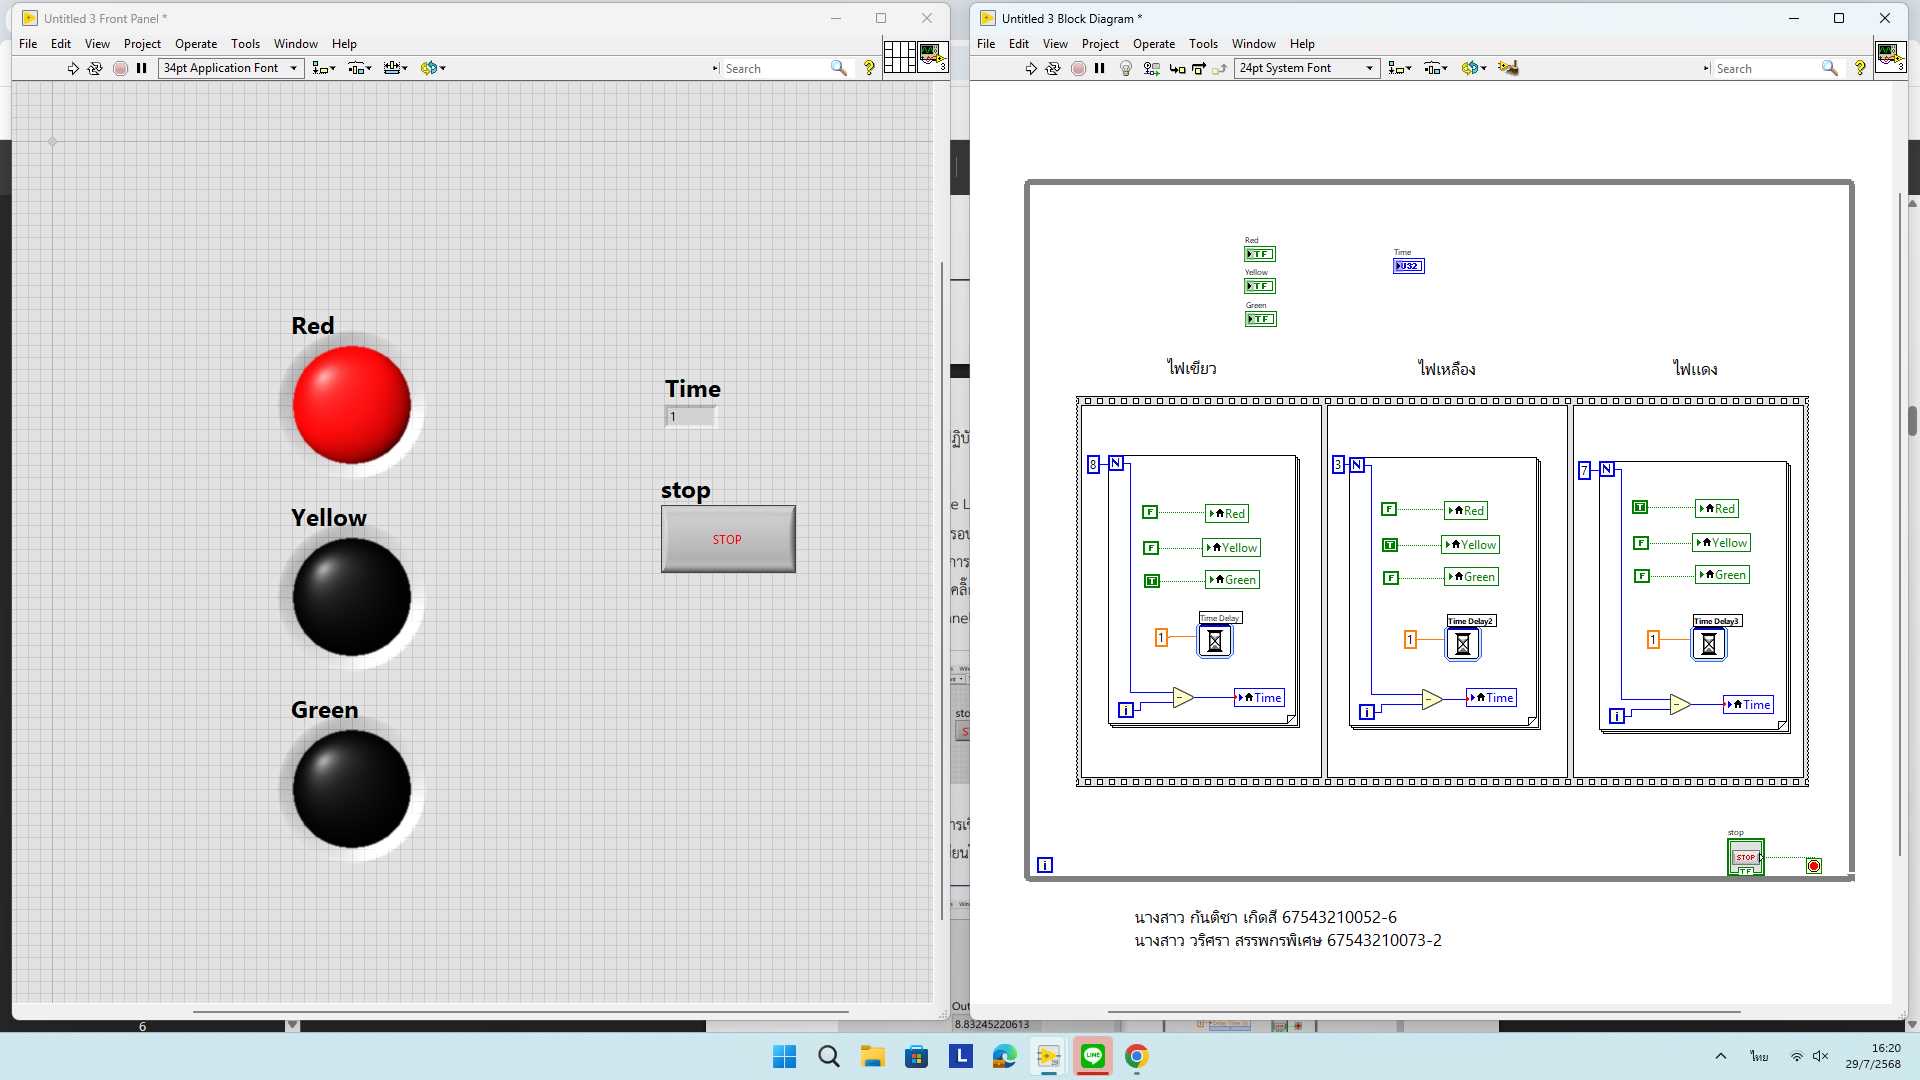 Untitled 3 Front Panel *
File Edit View Project Operate Tools Window Help
34pt Application Font
Search
3
Red
Yellow
Green
Time
1
stop
STOP
Untitled 3 Block Diagram *
File Edit View Project Operate Tools Window Help
24pt System Font
Search
3
Red
TF
Yellow
TF
Green
TF
Time
U32
ไฟเขียว ไฟเหลือง ไฟแดง
8 N
F Red
F Yellow
T Green
Time Delay
1
i Time
3 N
F Red
T Yellow
F Green
Time Delay2
1
i Time
7 N
T Red
F Yellow
F Green
Time Delay3
1
i Time
stop
STOP
TF
i
นางสาว กันติชา เกิดสี 67543210052-6
นางสาว วริศรา สรรพกรพิเศษ 67543210073-2
6
Out
8.83245220613
L
LINE
ไทย
16:20
29/7/2568